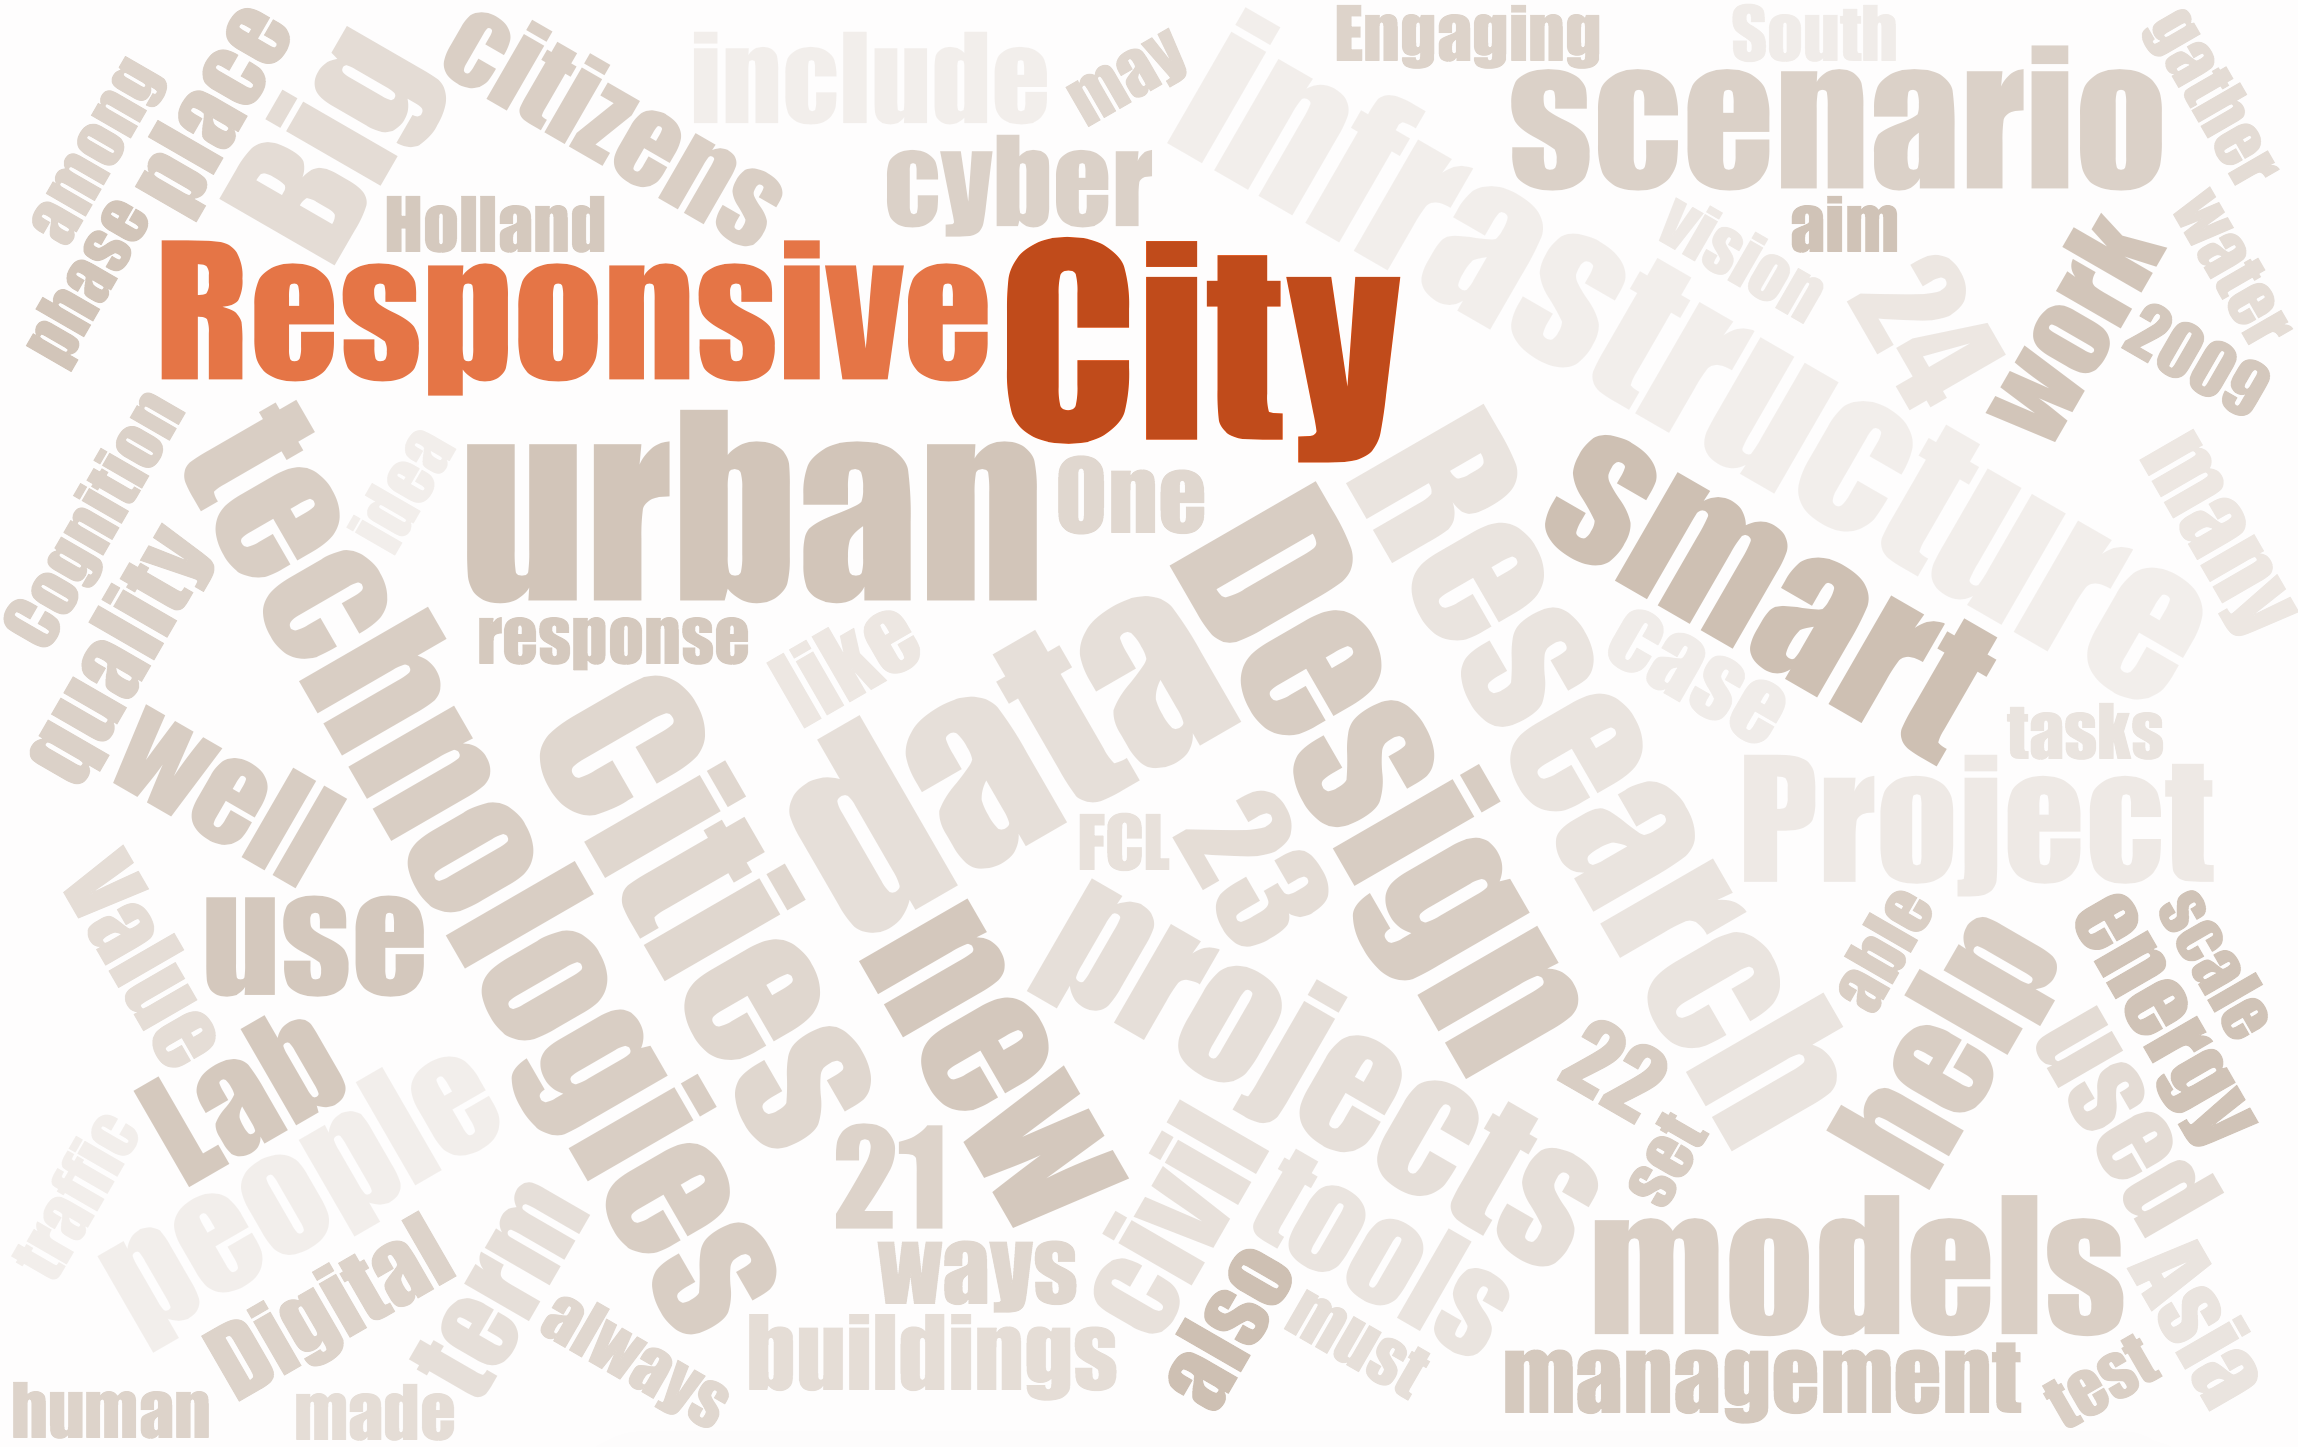 among
place
Big
Citizens
include
may
Engaging
South
gather
phase
Holland
cyber
infrastructure
scenario
aim
vision
24
work
water
2009
Responsive City
Cognition
technologies
idea
urban
One
Research
smart
many
quality
response
like
data
Design
case
tasks
well
Cities
FCL
23
Project
Value
use
new
projects
able
help
energy
scale
Lab
people
22
set
used
traffic
21
civil
tools
Digital
term
ways
also
must
models
Asia
always
buildings
management
test
human
made